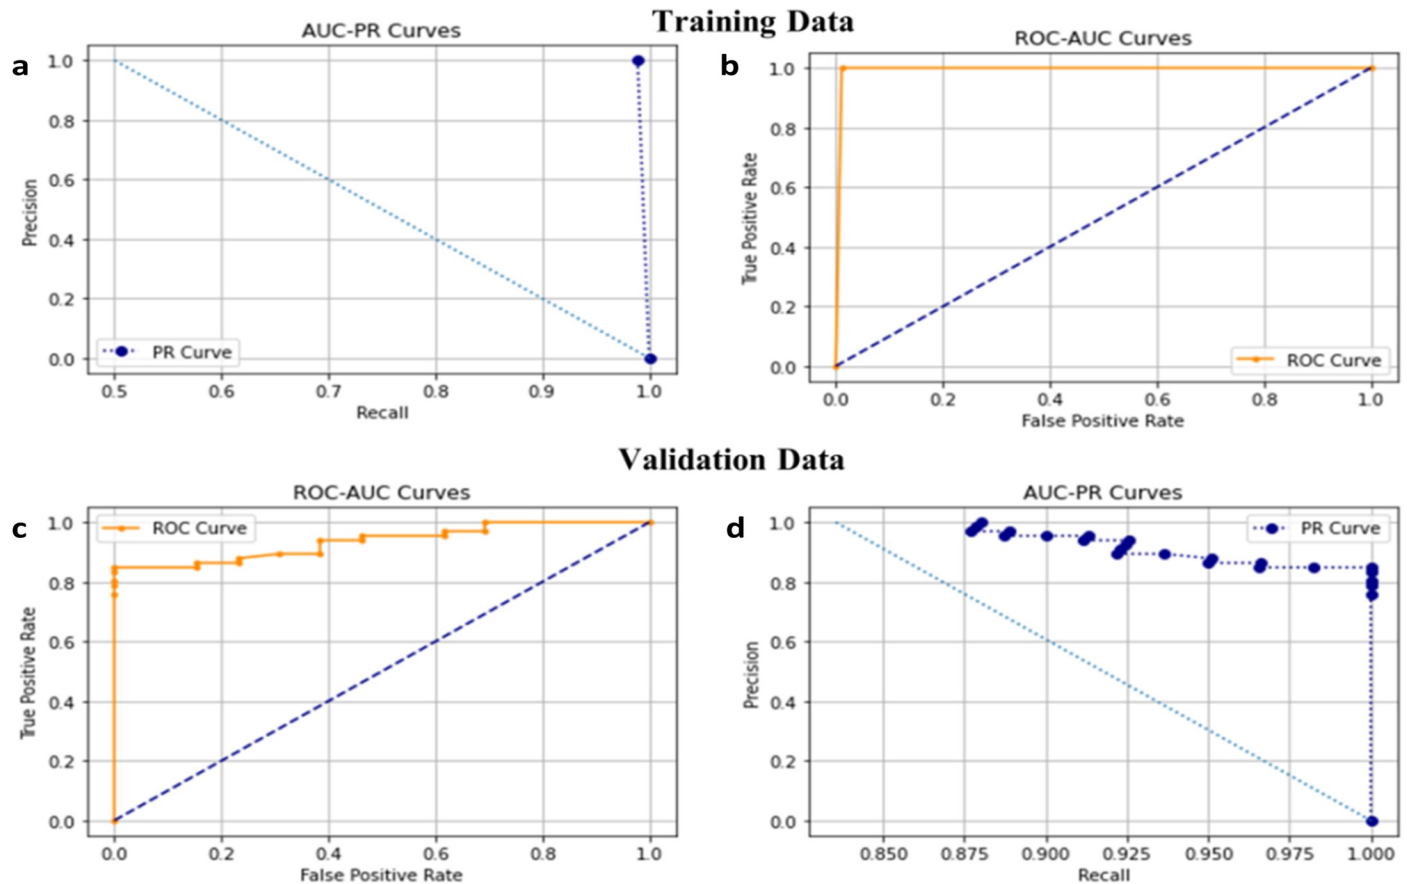 Training Data
a
AUC-PR Curves
1.0
0.8
0.6
0.4
0.2
0.0
Precision
PR Curve
0.5 0.6 0.7 0.8 0.9 1.0
Recall
b
ROC-AUC Curves
1.0
0.8
0.6
0.4
0.2
0.0
True Positive Rate
ROC Curve
0.0 0.2 0.4 0.6 0.8 1.0
False Positive Rate
Validation Data
c
ROC-AUC Curves
1.0
0.8
0.6
0.4
0.2
0.0
True Positive Rate
ROC Curve
0.0 0.2 0.4 0.6 0.8 1.0
False Positive Rate
d
AUC-PR Curves
1.0
0.8
0.6
0.4
0.2
0.0
Precision
PR Curve
0.850 0.875 0.900 0.925 0.950 0.975 1.000
Recall